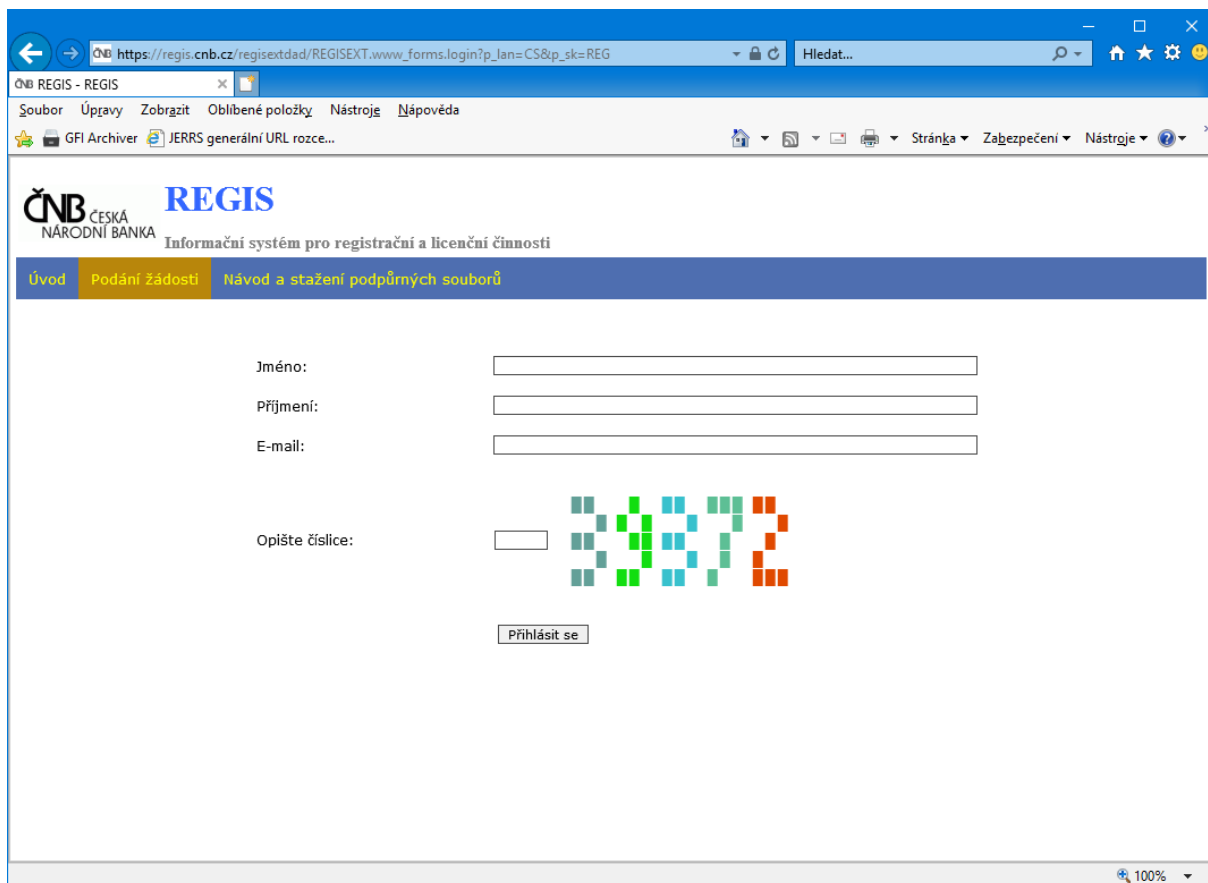 https://regis.cnb.cz/regisextdad/REGISEXT.www_forms.login?p_lan=CS&p_sk=REG
Hledat...
ČNB REGIS - REGIS
Soubor Úpravy Zobrazit Oblíbené položky Nástroje Nápověda
GFI Archiver JERRS generální URL rozce...
Stránka Zabezpečení Nástroje
ČNB ČESKÁ NÁRODNÍ BANKA
REGIS
Informační systém pro registrační a licenční činnosti
Úvod Podání žádosti Návod a stažení podpůrných souborů
Jméno:
Příjmení:
E-mail:
Opište číslice: 39372
Přihlásit se
100%